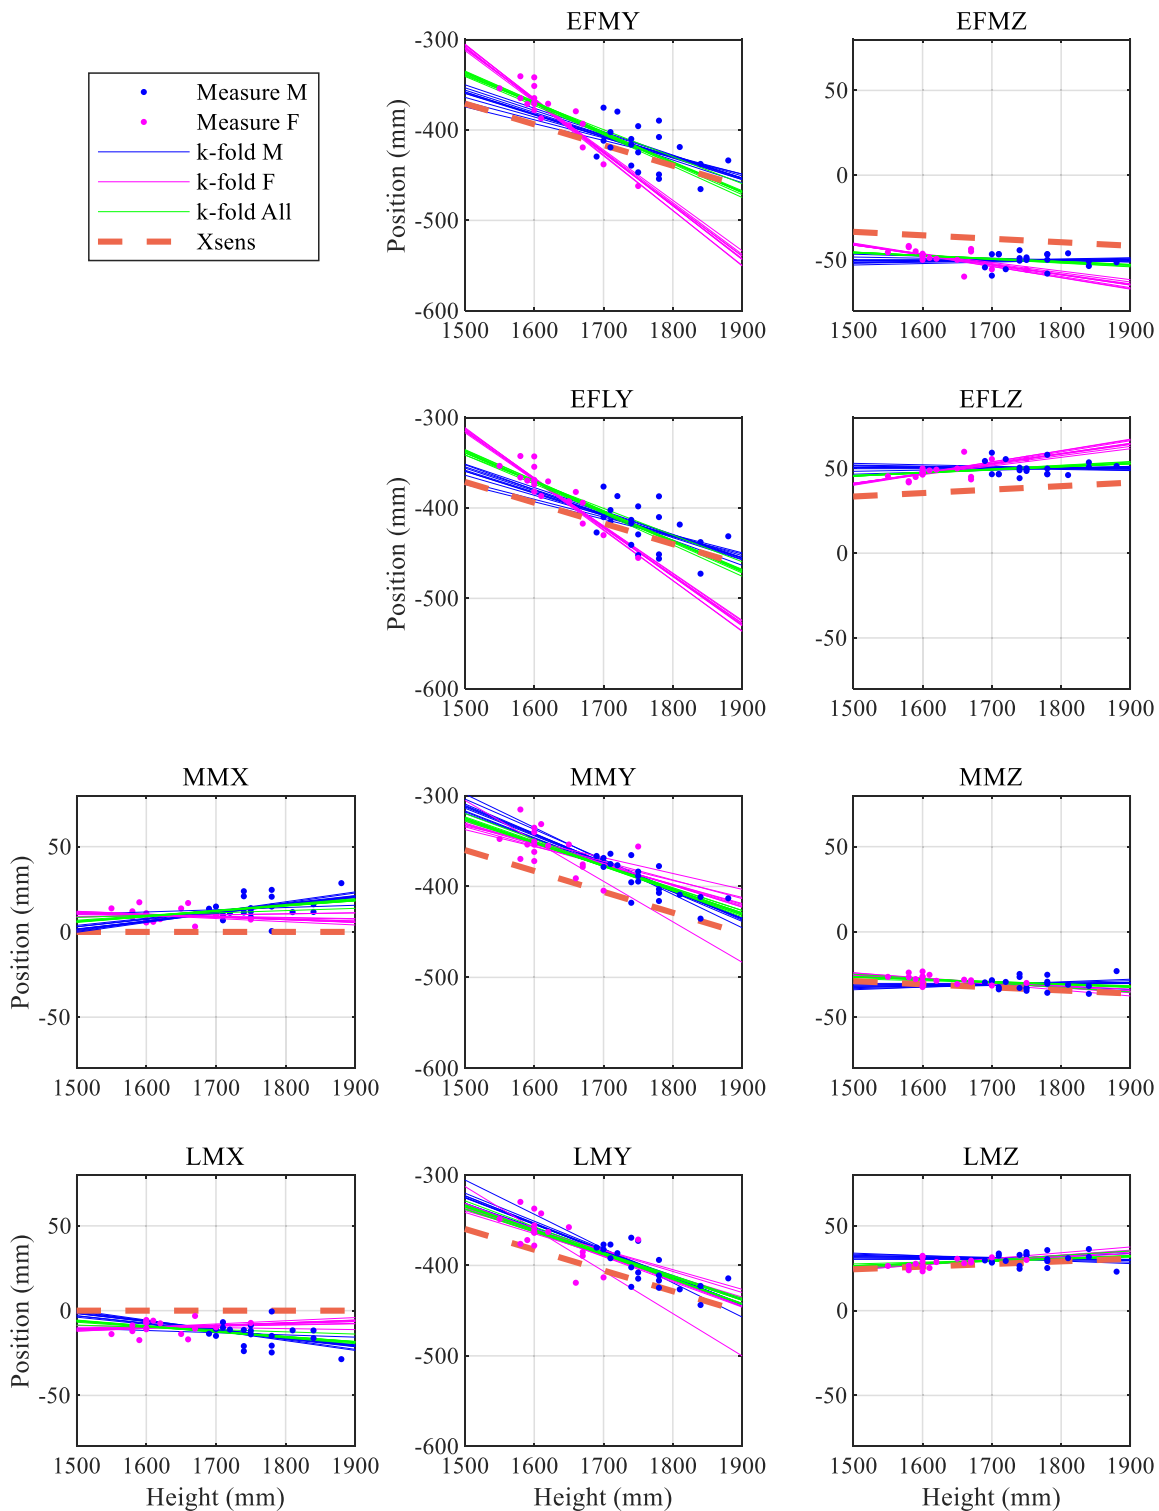 EFMY
EFMZ
Measure M
Measure F
k-fold M
k-fold F
k-fold All
Xsens
Position (mm)
-300
-400
-500
-600
1500 1600 1700 1800 1900
50
0
-50
1500 1600 1700 1800 1900
EFLY
EFLZ
Position (mm)
-300
-400
-500
-600
1500 1600 1700 1800 1900
50
0
-50
1500 1600 1700 1800 1900
MMX
MMY
MMZ
Position (mm)
50
0
-50
1500 1600 1700 1800 1900
-300
-400
-500
-600
1500 1600 1700 1800 1900
50
0
-50
1500 1600 1700 1800 1900
LMX
LMY
LMZ
Position (mm)
50
0
-50
1500 1600 1700 1800 1900
Height (mm)
-300
-400
-500
-600
1500 1600 1700 1800 1900
Height (mm)
50
0
-50
1500 1600 1700 1800 1900
Height (mm)